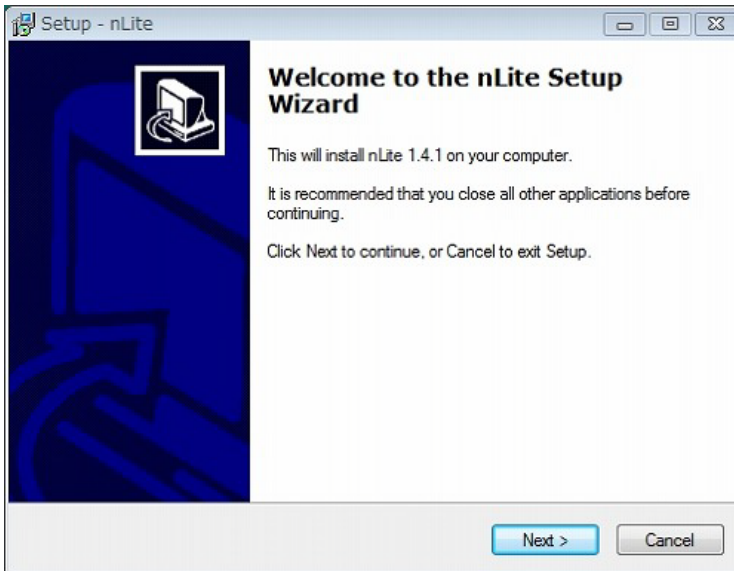 Setup - nLite
Welcome to the nLite Setup
Wizard
This will install nLite 1.4.1 on your computer.
It is recommended that you close all other applications before
continuing.
Click Next to continue, or Cancel to exit Setup.
Next >
Cancel